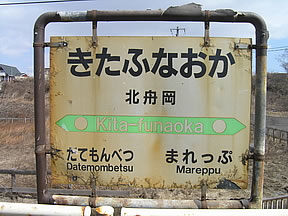 きたふなおか
北舟岡
Kita-funaoka
だてもんべつ まれっぷ
Datemombetsu Mareppu